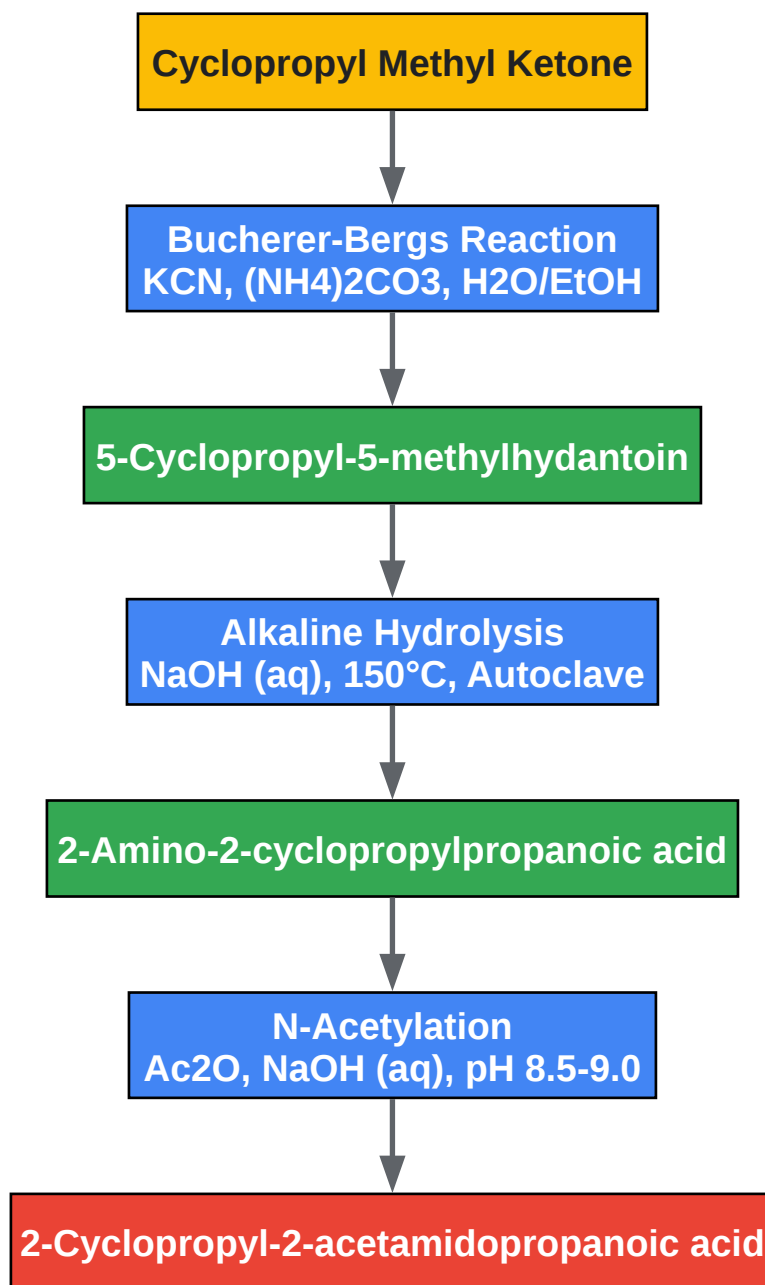 Cyclopropyl Methyl Ketone
Bucherer-Bergs Reaction
KCN, (NH4)2CO3, H2O/EtOH
5-Cyclopropyl-5-methylhydantoin
Alkaline Hydrolysis
NaOH (aq), 150°C, Autoclave
2-Amino-2-cyclopropylpropanoic acid
N-Acetylation
Ac2O, NaOH (aq), pH 8.5-9.0
2-Cyclopropyl-2-acetamidopropanoic acid